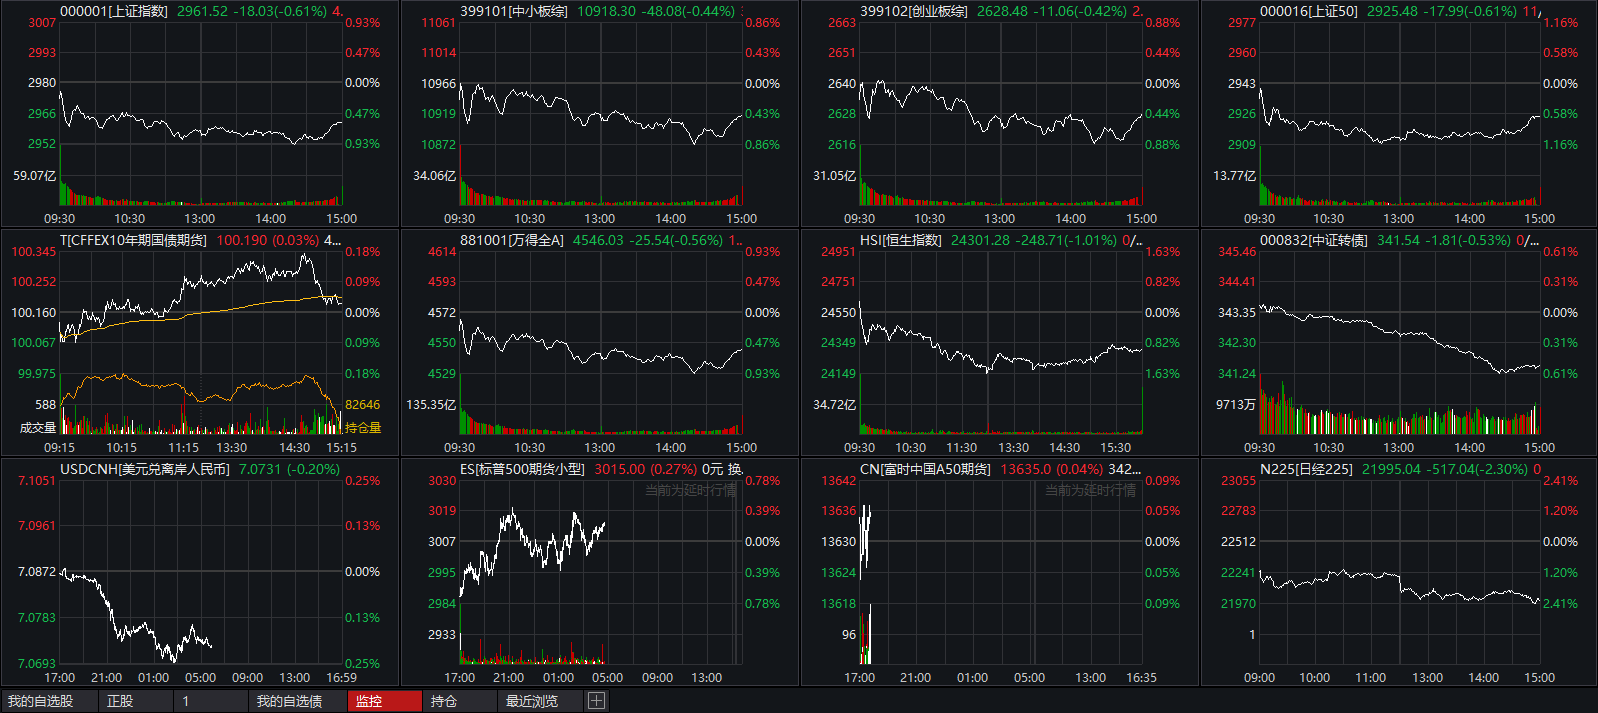 000001[上证指数] 2961.52 -18.03(-0.61%) 4.
3007 0.93%
2993 0.47%
2980 0.00%
2966 0.47%
2952 0.93%
59.07亿
09:30 10:30 13:00 14:00 15:00
399101[中小板综] 10918.30 -48.08(-0.44%)
11061 0.86%
11014 0.43%
10966 0.00%
10919 0.43%
10872 0.86%
34.06亿
09:30 10:30 13:00 14:00 15:00
399102[创业板综] 2628.48 -11.06(-0.42%) 2.
2663 0.88%
2651 0.44%
2640 0.00%
2628 0.44%
2616 0.88%
31.05亿
09:30 10:30 13:00 14:00 15:00
000016[上证50] 2925.48 -17.99(-0.61%) 11/
2977 1.16%
2960 0.58%
2943 0.00%
2926 0.58%
2909 1.16%
13.77亿
09:30 10:30 13:00 14:00 15:00
T[CFFEX10年期国债期货] 100.190 (0.03%) 4...
100.345 0.18%
100.252 0.09%
100.160 0.00%
100.067 0.09%
99.975 0.18%
588 82646
成交量 持仓量
09:15 10:15 11:15 13:30 14:30 15:15
881001[万得全A] 4546.03 -25.54(-0.56%) 1..
4614 0.93%
4593 0.47%
4572 0.00%
4550 0.47%
4529 0.93%
135.35亿
09:30 10:30 13:00 14:00 15:00
HSI[恒生指数] 24301.28 -248.71(-1.01%) 0/..
24951 1.63%
24751 0.82%
24550 0.00%
24349 0.82%
24149 1.63%
34.72亿
09:30 10:30 11:30 13:30 14:30 15:30
000832[中证转债] 341.54 -1.81(-0.53%) 0/...
345.46 0.61%
344.41 0.31%
343.35 0.00%
342.30 0.31%
341.24 0.61%
9713万
09:30 10:30 13:00 14:00 15:00
USDCNH[美元兑离岸人民币] 7.0731 (-0.20%)
7.1051 0.25%
7.0961 0.13%
7.0872 0.00%
7.0783 0.13%
7.0693 0.25%
17:00 21:00 01:00 05:00 09:00 13:00 16:59
ES[标普500期货小型] 3015.00 (0.27%) 0元 换.
当前为延时行情
3030 0.78%
3019 0.39%
3007 0.00%
2995 0.39%
2984 0.78%
2933
17:00 21:00 01:00 05:00 09:00 13:00
CN[富时中国A50期货] 13635.0 (0.04%) 342...
当前为延时行情
13642 0.09%
13636 0.05%
13630 0.00%
13624 0.05%
13618 0.09%
96
17:00 21:00 01:00 05:00 09:00 13:00 16:35
N225[日经225] 21995.04 -517.04(-2.30%) 0
23055 2.41%
22783 1.20%
22512 0.00%
22241 1.20%
21970 2.41%
1
09:00 10:00 11:00 13:00 14:00 15:00
我的自选股 正股 1 我的自选债 监控 持仓 最近浏览